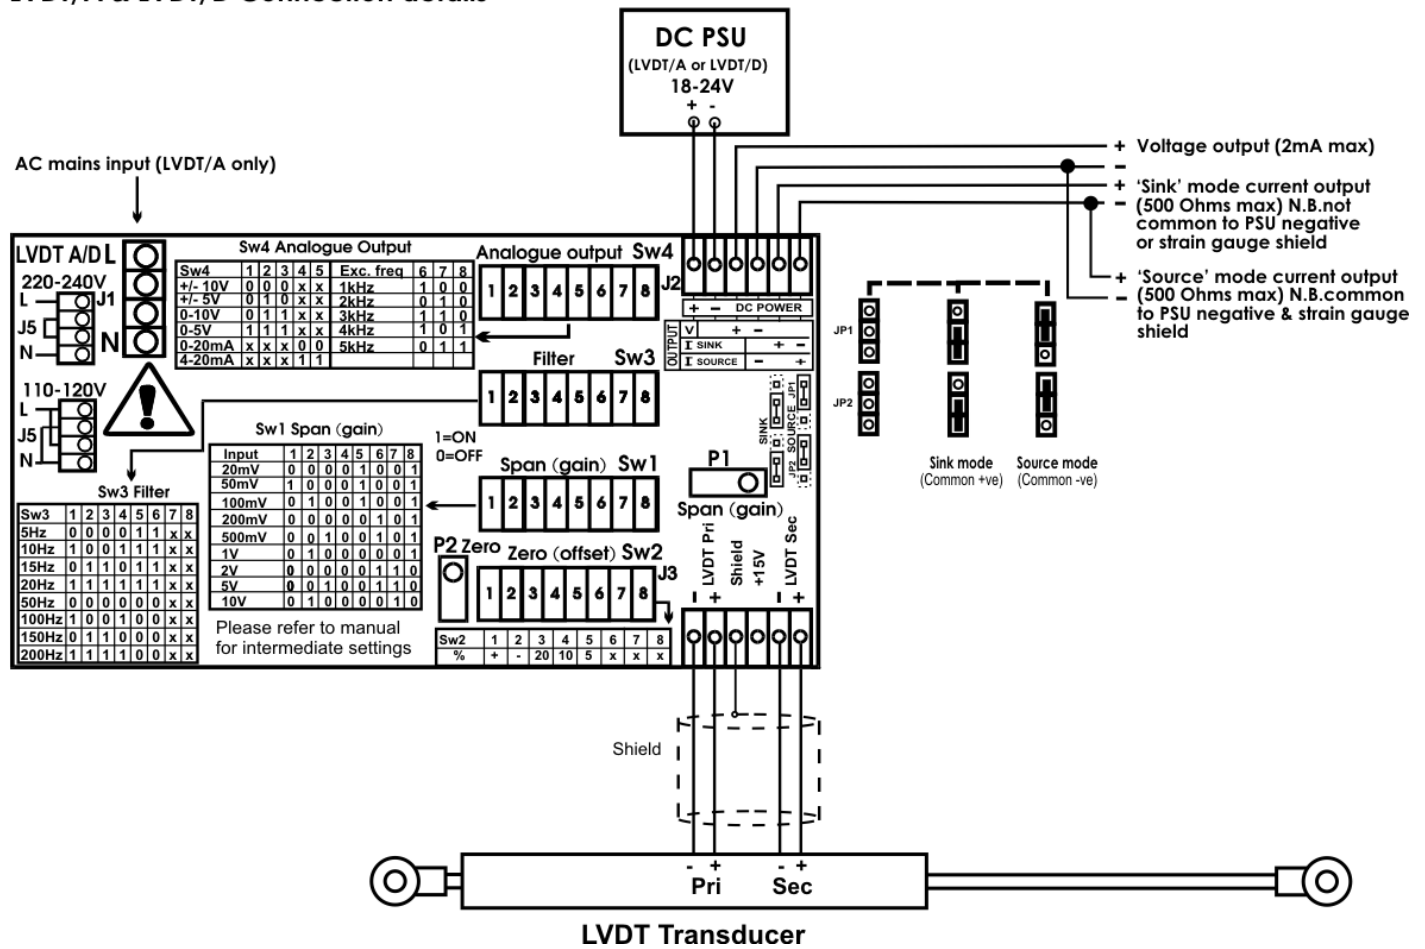 LVDT/A & LVDT/D Connection details
DC PSU
(LVDT/A or LVDT/D)
18-24V
+ -
AC mains input (LVDT/A only)
+ Voltage output (2mA max)
-
+ 'Sink' mode current output
- (500 Ohms max) N.B.not
common to PSU negative
or strain gauge shield
+ 'Source' mode current output
- (500 Ohms max) N.B.common
to PSU negative & strain gauge
shield
LVDT A/D L
220-240V
L
J1
J5
N
N
110-120V
L
J5
N
Sw4 Analogue Output
Sw4 1 2 3 4 5 Exc. freq 6 7 8
+/- 10V 0 0 0 x x 1kHz 1 0 0
+/- 5V 0 1 0 x x 2kHz 0 1 0
0-10V 0 1 1 x x 3kHz 1 1 0
0-5V 1 1 1 x x 4kHz 1 0 1
0-20mA x x x 0 0 5kHz 0 1 1
4-20mA x x x 1 1
Analogue output Sw4
1 2 3 4 5 6 7 8
J2
+ - DC POWER
OUTPUT
V + -
I SINK + -
I SOURCE - +
Filter Sw3
1 2 3 4 5 6 7 8
1=ON
0=OFF
Sw1 Span (gain)
Input 1 2 3 4 5 6 7 8
20mV 0 0 0 0 1 0 0 1
50mV 1 0 0 0 1 0 0 1
100mV 0 1 0 0 1 0 0 1
200mV 0 0 0 0 0 1 0 1
500mV 0 0 1 0 0 1 0 1
1V 0 1 0 0 0 0 0 1
2V 0 0 0 0 0 1 1 0
5V 0 0 1 0 0 1 1 0
10V 0 1 0 0 0 0 1 0
Please refer to manual
for intermediate settings
Span (gain) Sw1
1 2 3 4 5 6 7 8
P2 Zero
Zero (offset) Sw2
1 2 3 4 5 6 7 8
J3
Sw2 1 2 3 4 5 6 7 8
% + - 20 10 5 x x x
Sw3 Filter
Sw3 1 2 3 4 5 6 7 8
5Hz 0 0 0 0 1 1 x x
10Hz 1 0 0 1 1 1 x x
15Hz 0 1 1 0 1 1 x x
20Hz 1 1 1 1 1 1 x x
50Hz 0 0 0 0 0 0 x x
100Hz 1 0 0 1 0 0 x x
150Hz 0 1 1 0 0 0 x x
200Hz 1 1 1 1 0 0 x x
SINK
SOURCE
JP1
JP2
P1
Span (gain)
LVDT Pri
Shield
+15V
LVDT Sec
- + - +
JP1
JP2
Sink mode
(Common +ve)
Source mode
(Common -ve)
Shield
- + - +
Pri Sec
LVDT Transducer